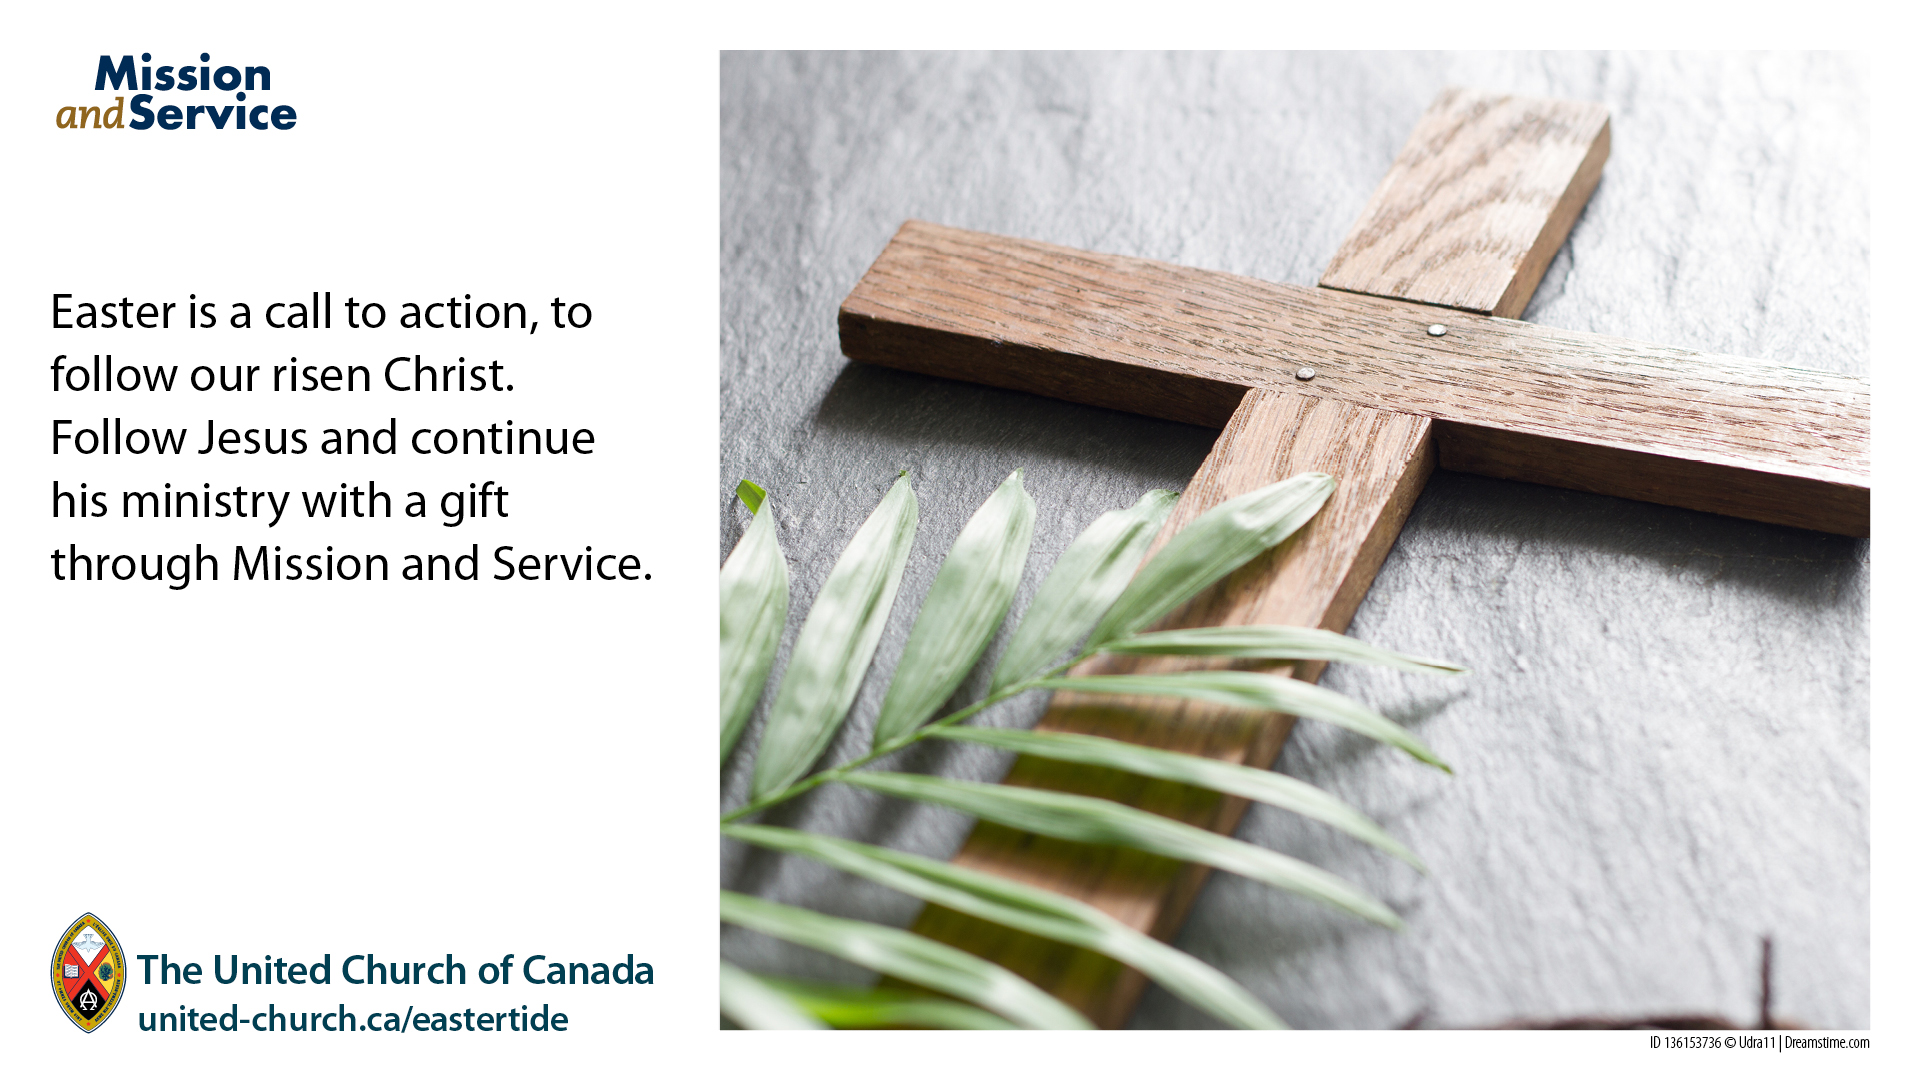 Mission
and Service
Easter is a call to action, to
follow our risen Christ.
Follow Jesus and continue
his ministry with a gift
through Mission and Service.
The United Church of Canada
united-church.ca/eastertide
ID 136153736 © Udra11 | Dreamstime.com